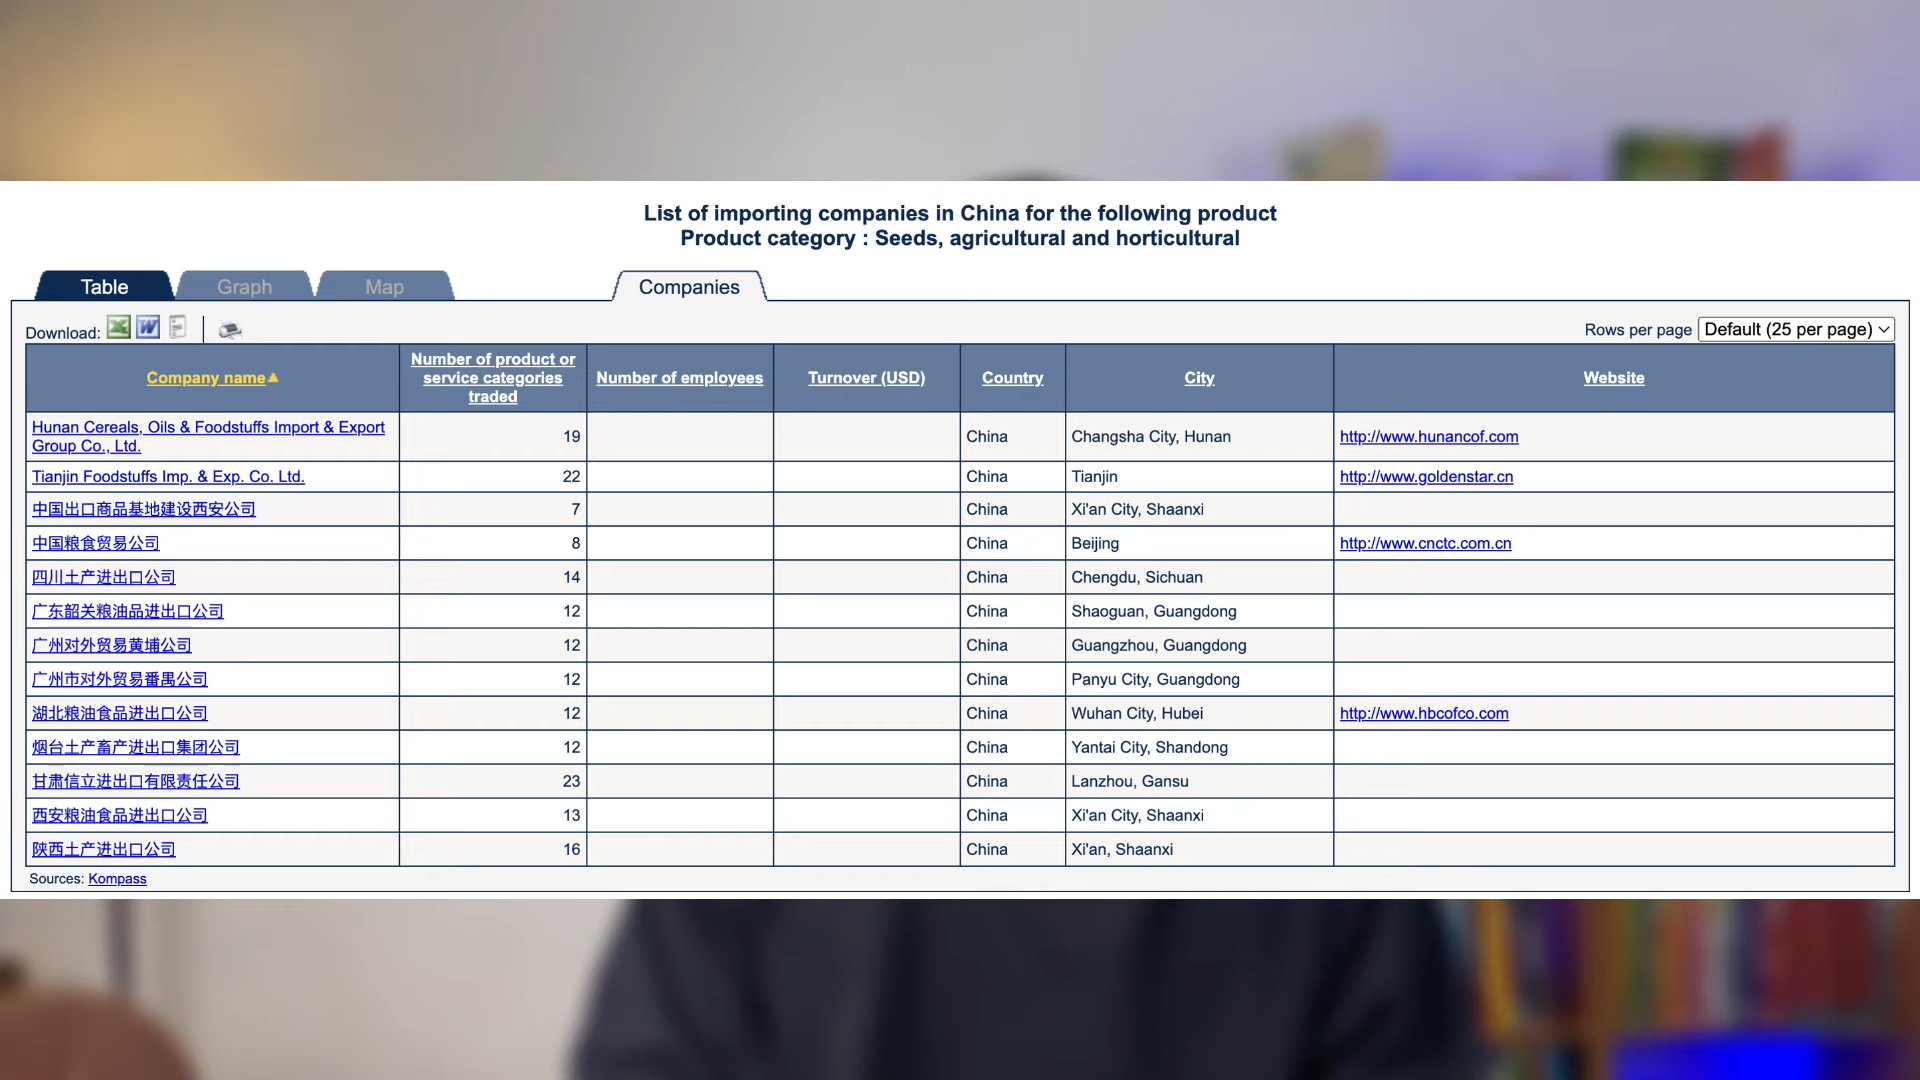 List of importing companies in China for the following product
Product category : Seeds, agricultural and horticultural
Table Graph Map Companies
Download: Rows per page Default (25 per page)
Company name Number of product or service categories traded Number of employees Turnover (USD) Country City Website
Hunan Cereals, Oils & Foodstuffs Import & Export Group Co., Ltd. 19 China Changsha City, Hunan http://www.hunancof.com
Tianjin Foodstuffs Imp. & Exp. Co. Ltd. 22 China Tianjin http://www.goldenstar.cn
中国出口商品基地建设西安公司 7 China Xi'an City, Shaanxi
中国粮食贸易公司 8 China Beijing http://www.cnctc.com.cn
四川土产进出口公司 14 China Chengdu, Sichuan
广东韶关粮油品进出口公司 12 China Shaoguan, Guangdong
广州对外贸易黄埔公司 12 China Guangzhou, Guangdong
广州市对外贸易番禺公司 12 China Panyu City, Guangdong
湖北粮油食品进出口公司 12 China Wuhan City, Hubei http://www.hbcofco.com
烟台土产畜产进出口集团公司 12 China Yantai City, Shandong
甘肃信立进出口有限责任公司 23 China Lanzhou, Gansu
西安粮油食品进出口公司 13 China Xi'an City, Shaanxi
陕西土产进出口公司 16 China Xi'an, Shaanxi
Sources: Kompass